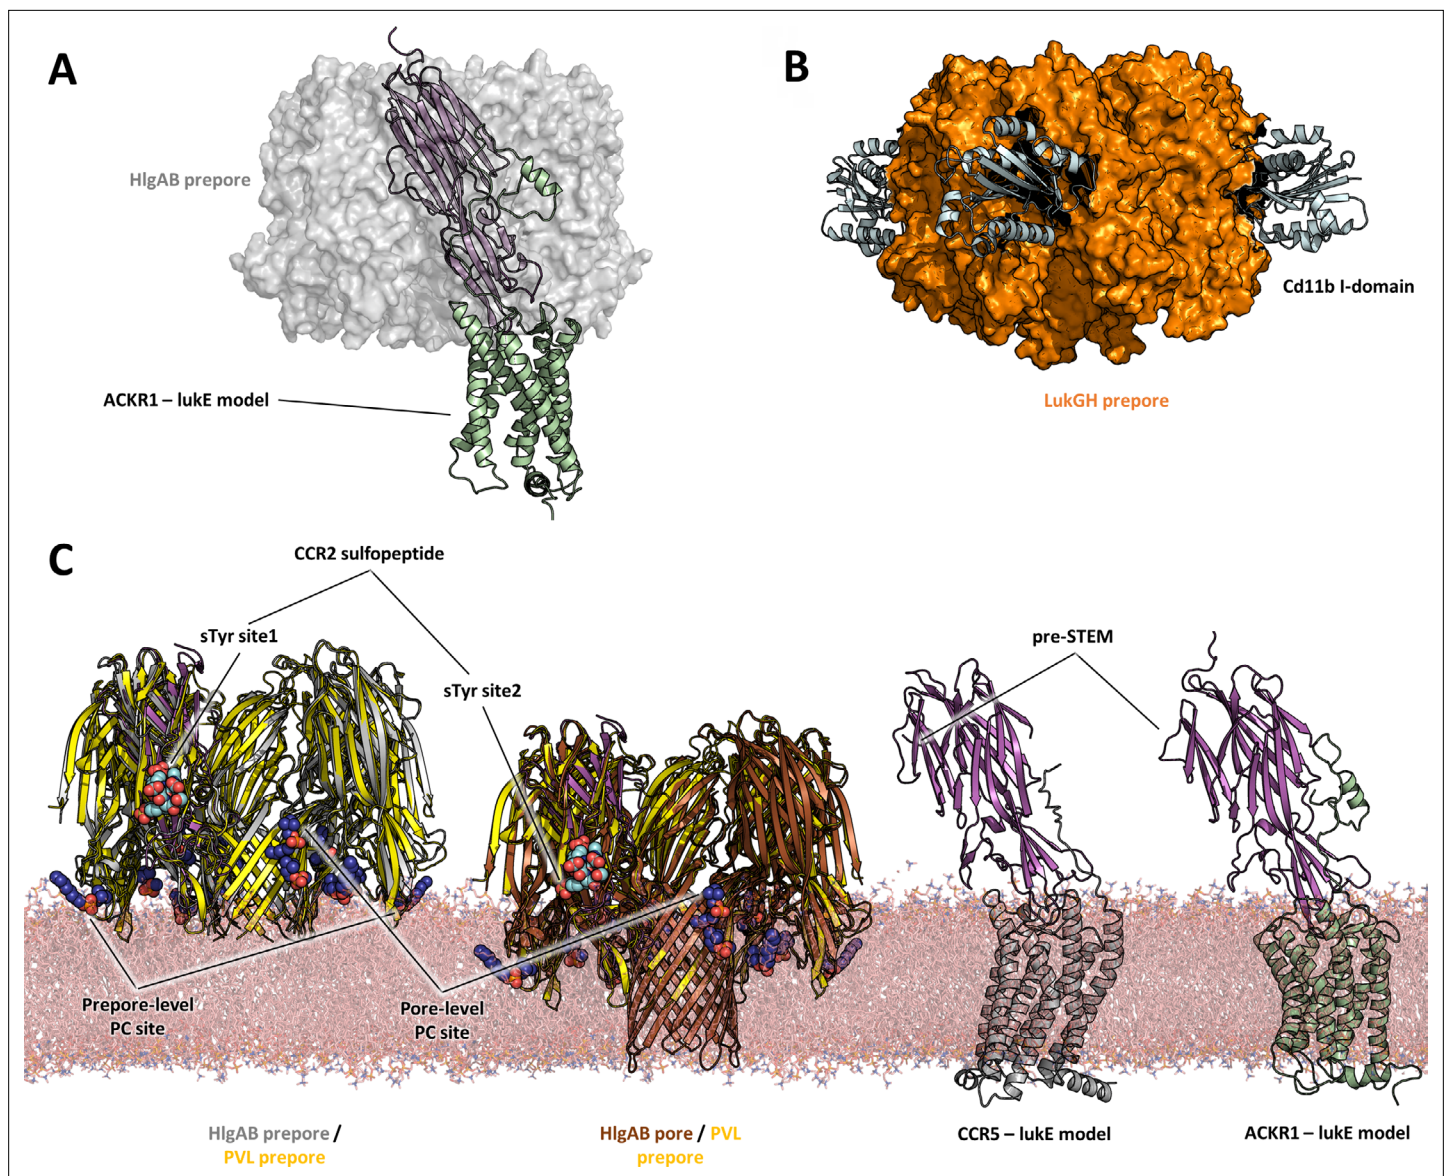 A
B
HlgAB prepore
Cd11b I-domain
ACKR1 – lukE model
LukGH prepore
C
CCR2 sulfopeptide
sTyr site1
pre-STEM
sTyr site2
Prepore-level
PC site
Pore-level
PC site
HlgAB prepore /
PVL prepore
HlgAB pore / PVL
prepore
CCR5 – lukE model
ACKR1 – lukE model